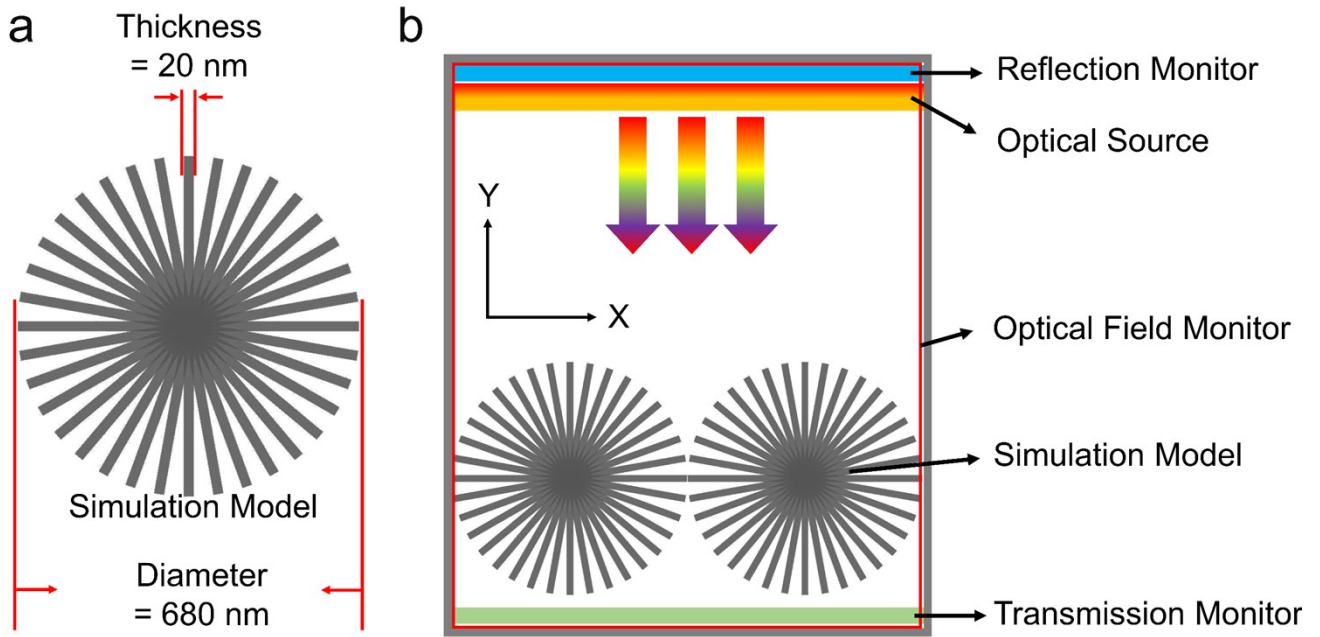 a
Thickness
= 20 nm
Simulation Model
Diameter
= 680 nm
b
Reflection Monitor
Optical Source
Y
X
Optical Field Monitor
Simulation Model
Transmission Monitor